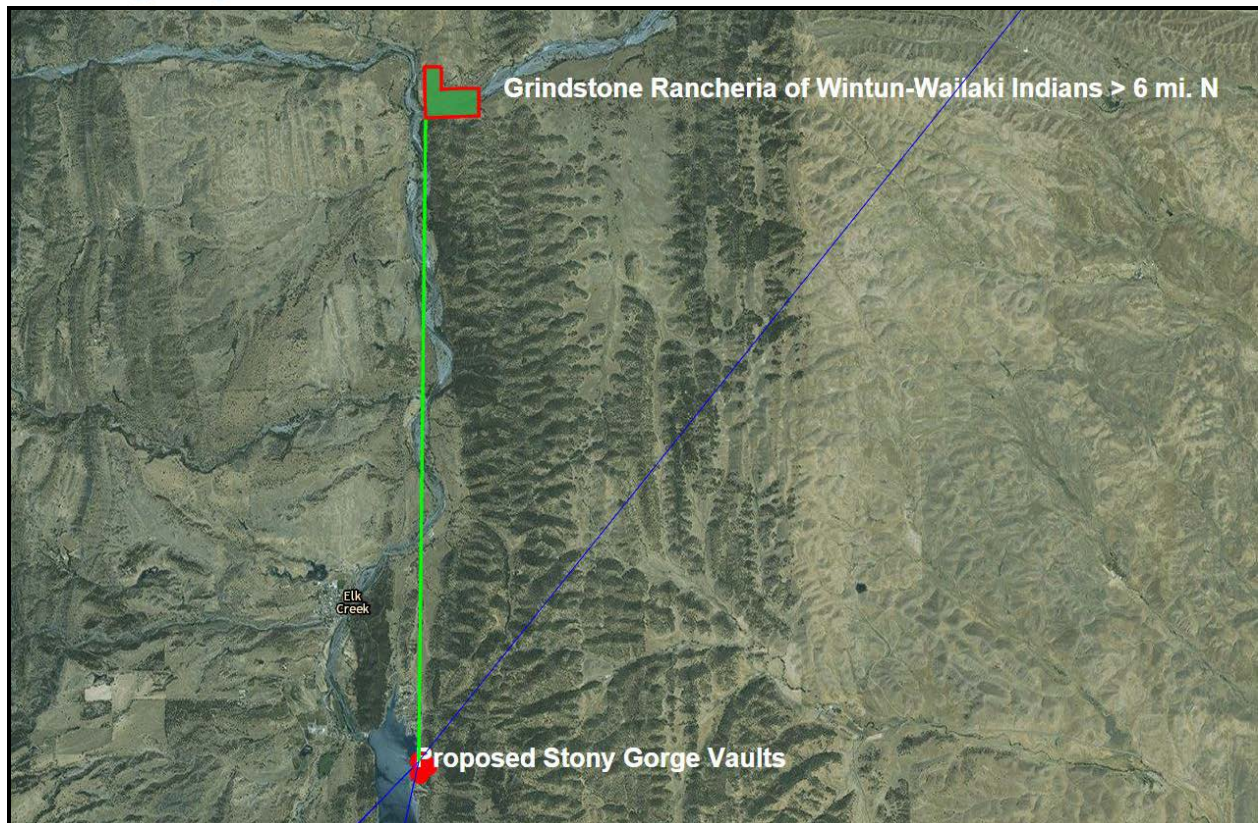 Grindstone Rancheria of Wintun-Wailaki Indians > 6 mi. N
Elk
Creek
Proposed Stony Gorge Vaults